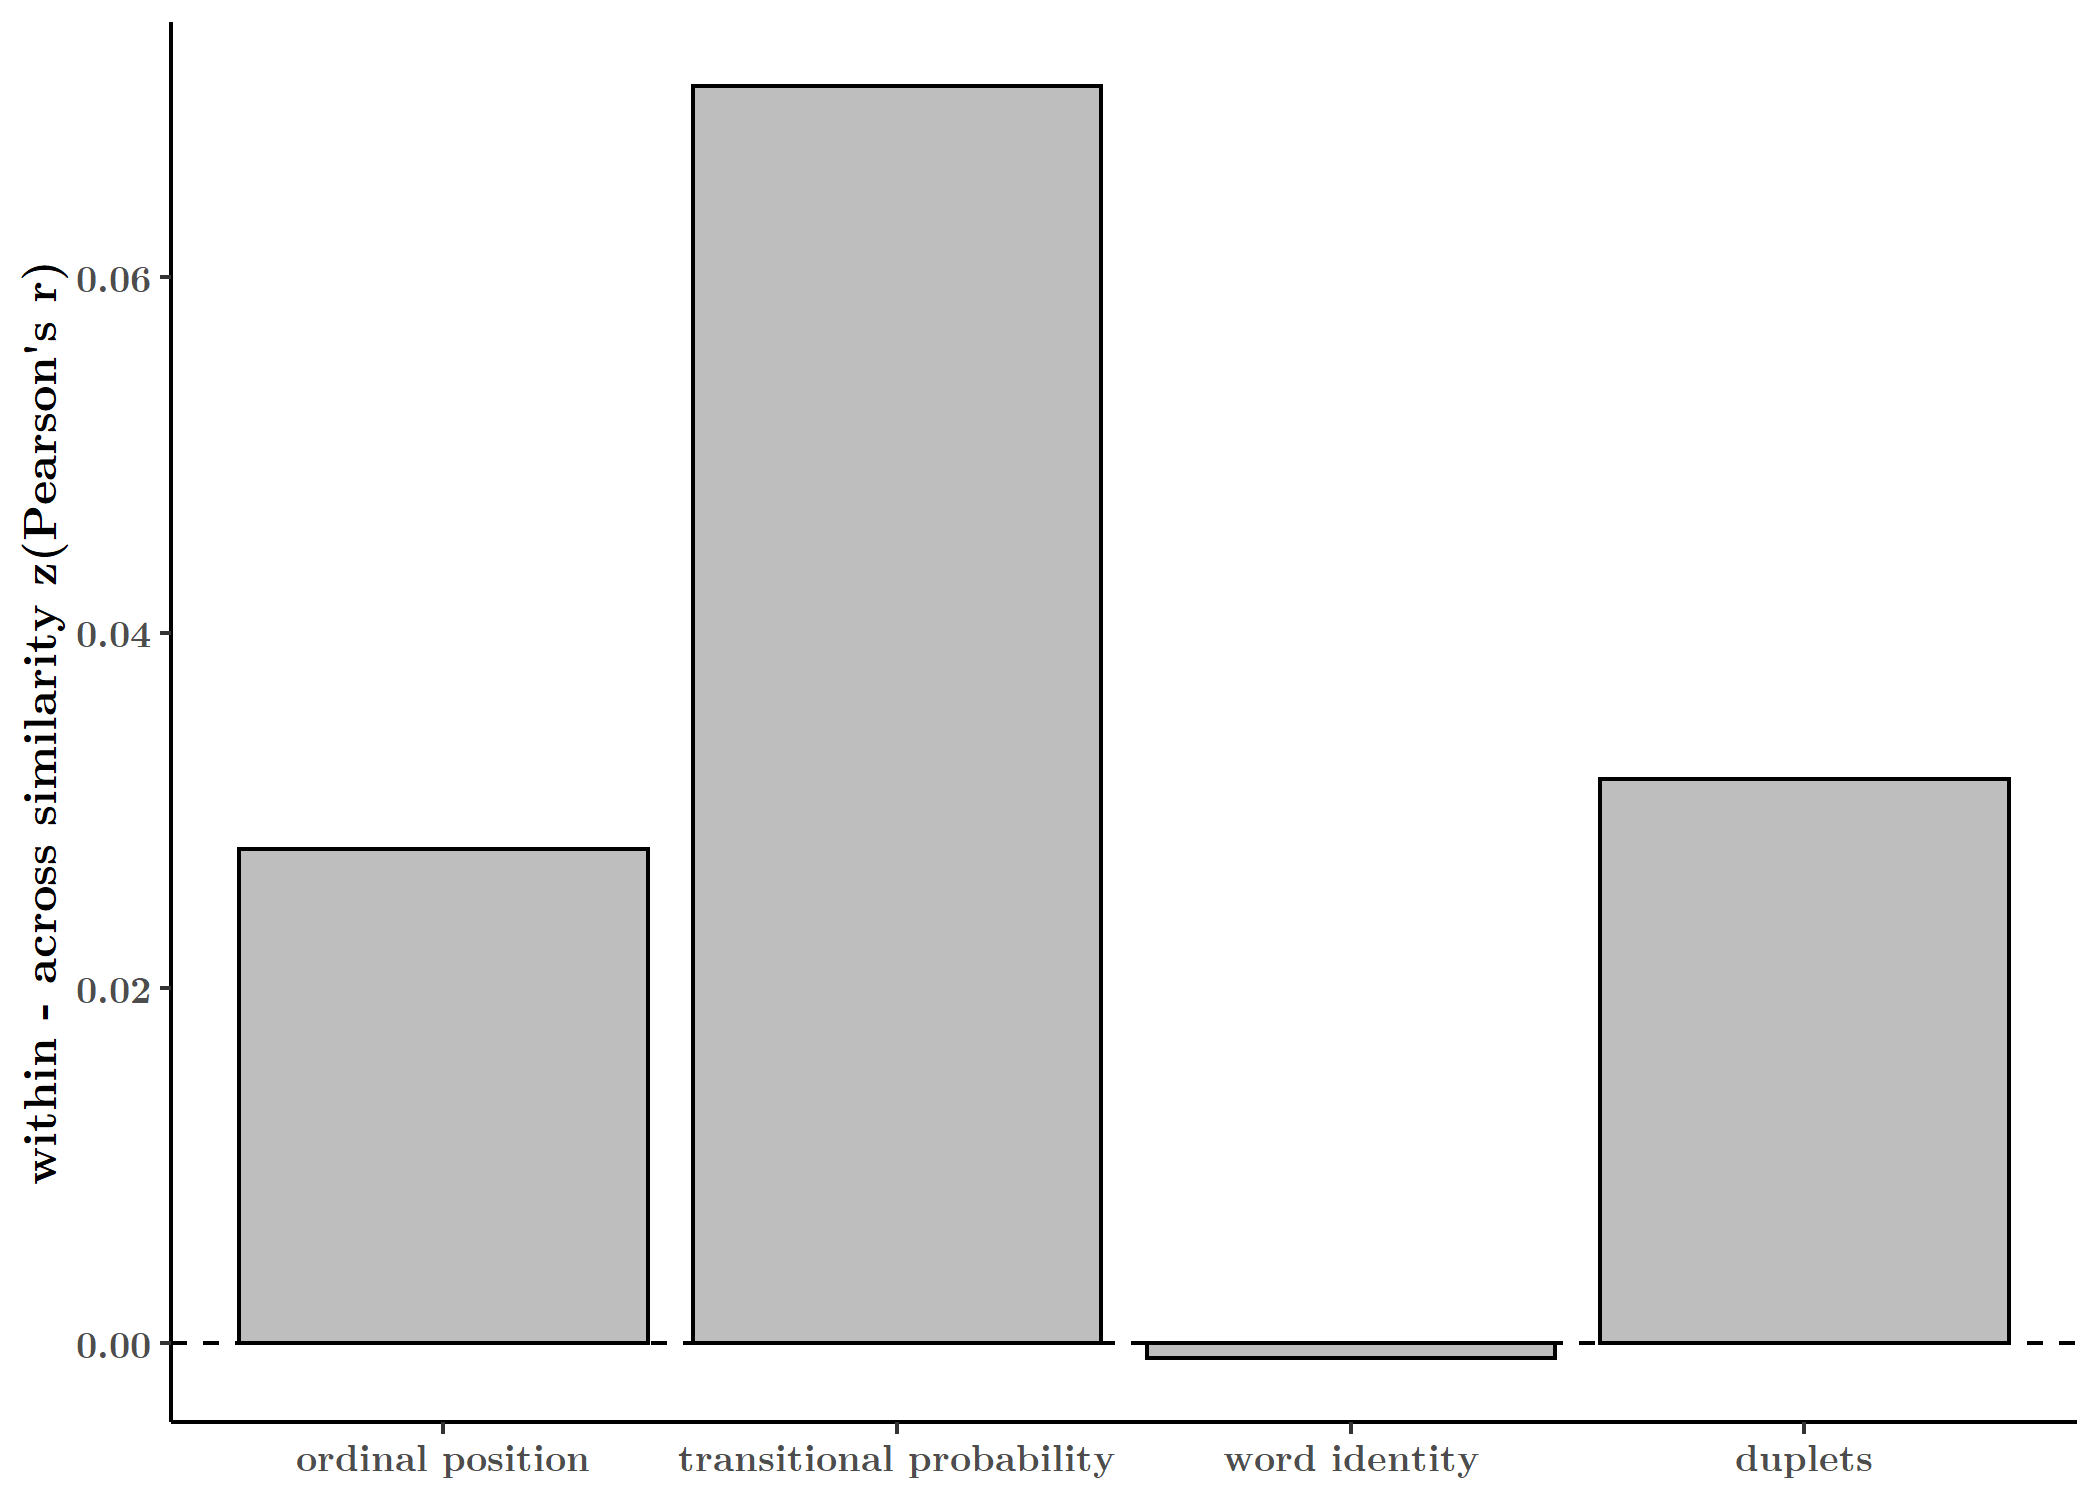 within - across similarity z(Pearson's r)
0.06
0.04
0.02
0.00
ordinal position
transitional probability
word identity
duplets